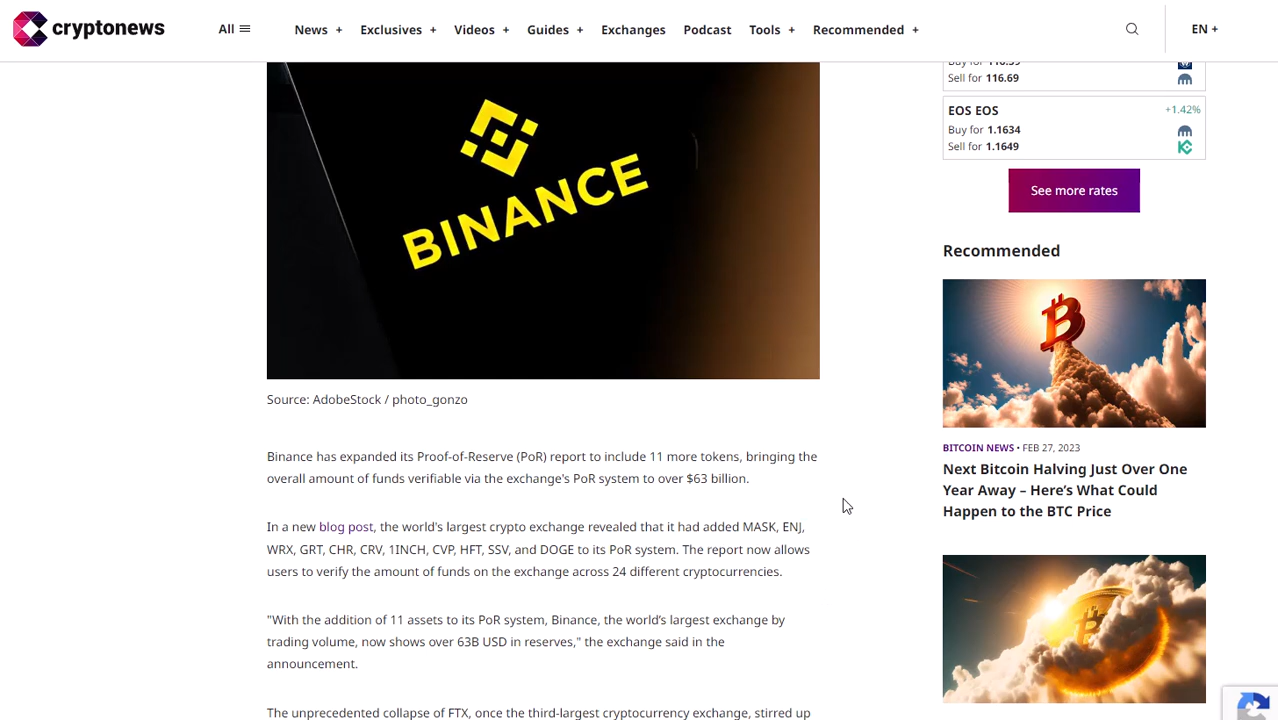 cryptonews
All
News +
Exclusives +
Videos +
Guides +
Exchanges
Podcast
Tools +
Recommended +
EN +
BINANCE
Source: AdobeStock / photo_gonzo
Binance has expanded its Proof-of-Reserve (PoR) report to include 11 more tokens, bringing the
overall amount of funds verifiable via the exchange's PoR system to over $63 billion.
In a new blog post, the world's largest crypto exchange revealed that it had added MASK, ENJ,
WRX, GRT, CHR, CRV, 1INCH, CVP, HFT, SSV, and DOGE to its PoR system. The report now allows
users to verify the amount of funds on the exchange across 24 different cryptocurrencies.
"With the addition of 11 assets to its PoR system, Binance, the world’s largest exchange by
trading volume, now shows over 63B USD in reserves," the exchange said in the
announcement.
The unprecedented collapse of FTX, once the third-largest cryptocurrency exchange, stirred up
Buy for
Sell for 116.69
EOS EOS
+1.42%
Buy for 1.1634
Sell for 1.1649
See more rates
Recommended
BITCOIN NEWS • FEB 27, 2023
Next Bitcoin Halving Just Over One
Year Away – Here’s What Could
Happen to the BTC Price